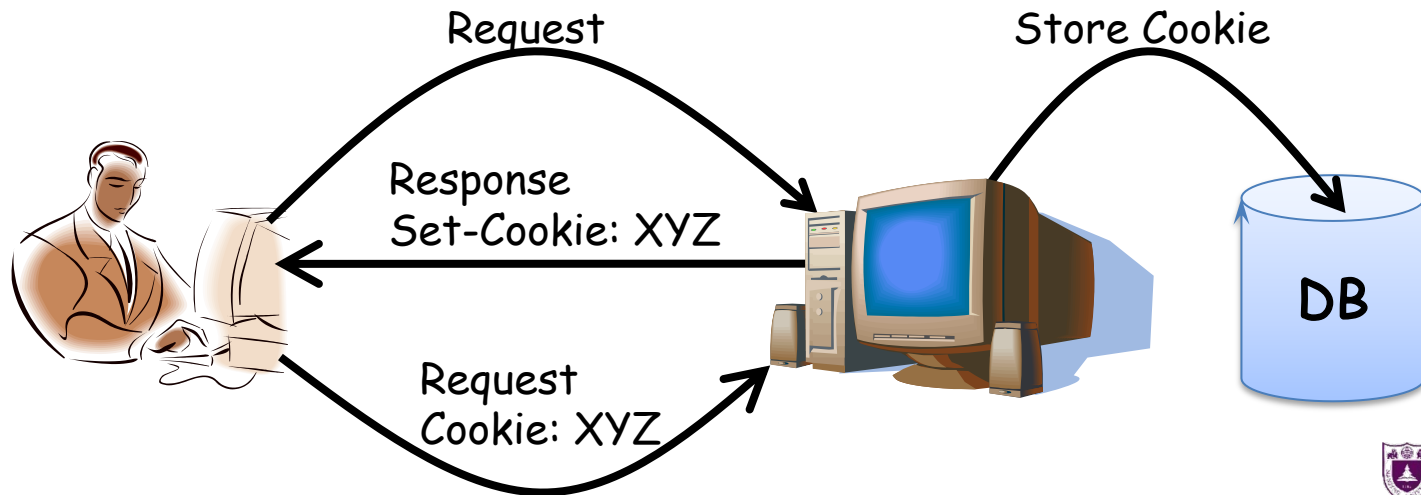 Request
Store Cookie
Response
Set-Cookie: XYZ
DB
Request
Cookie: XYZ